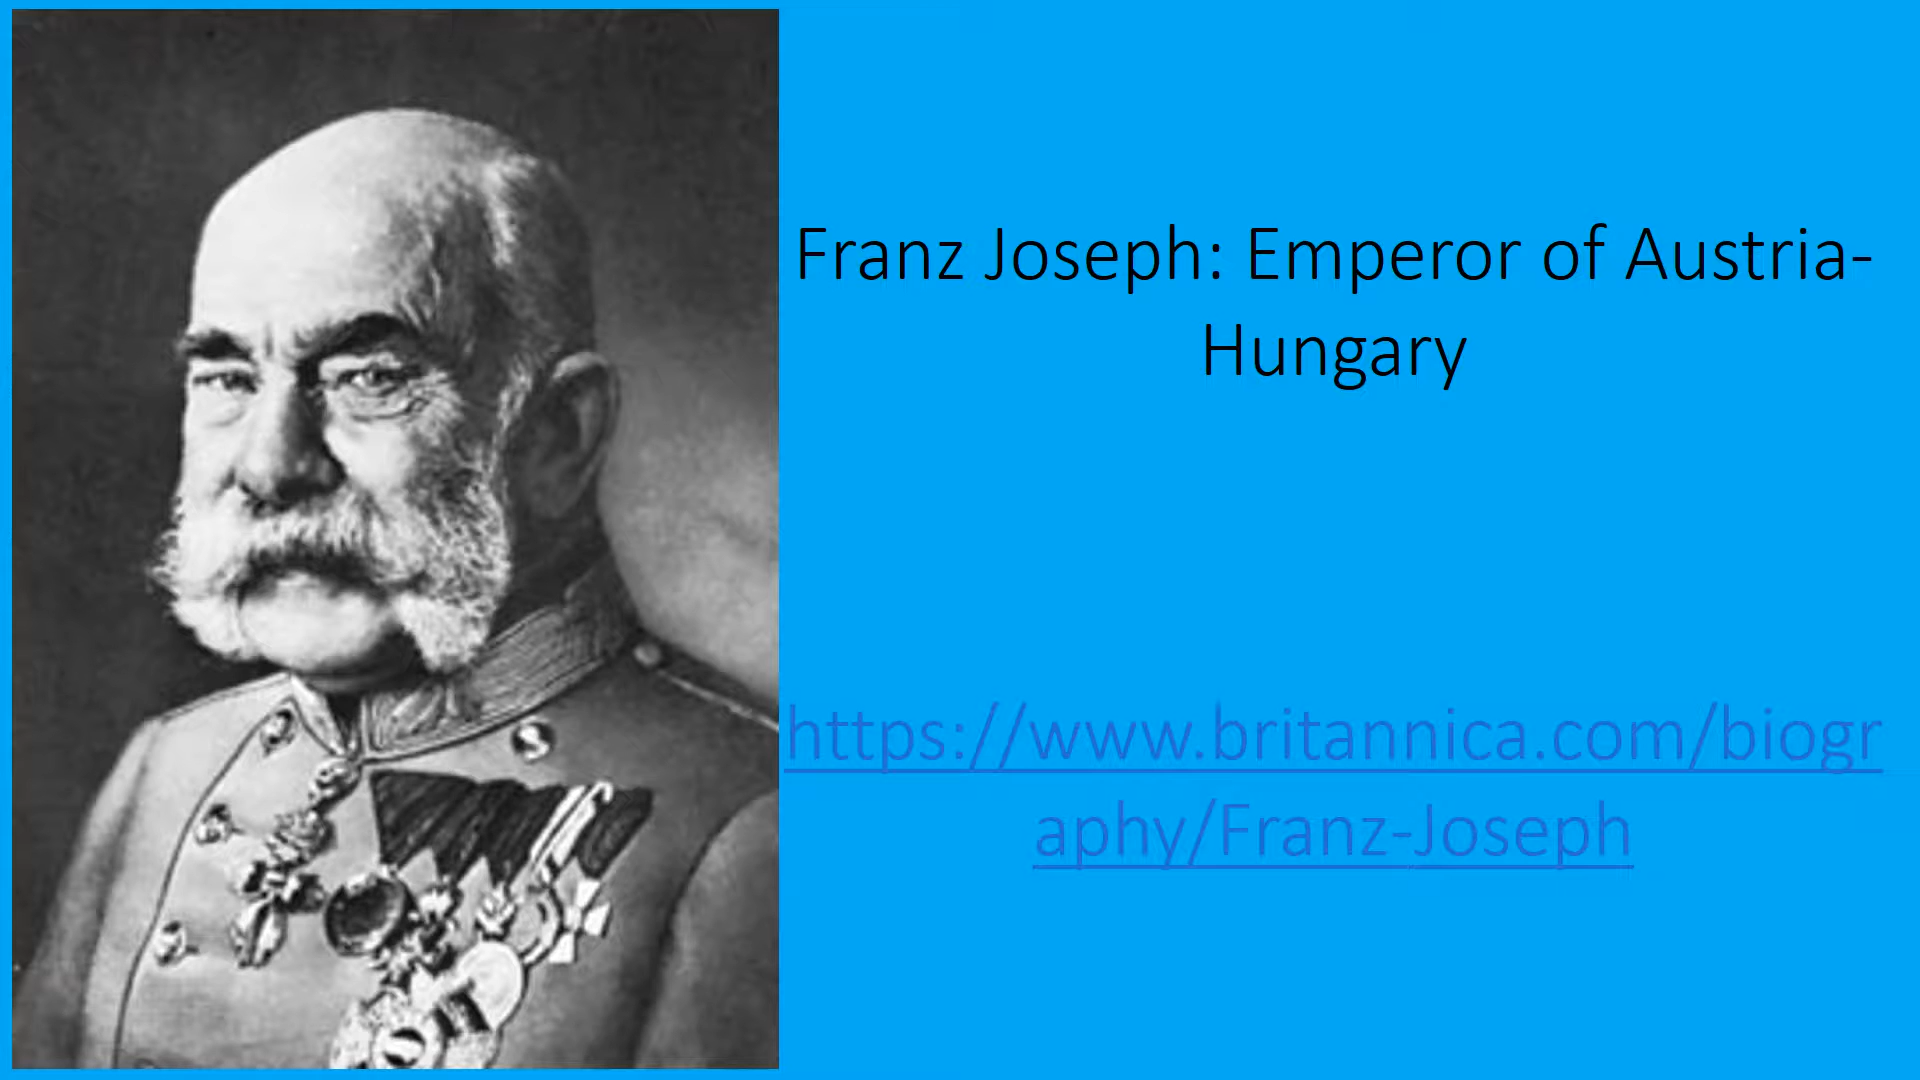 Franz Joseph: Emperor of Austria-
Hungary
https://www.britannica.com/biogr
aphy/Franz-Joseph